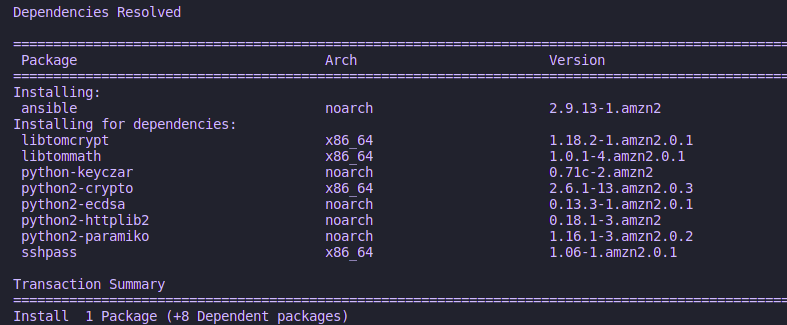 Dependencies Resolved
================================================================================
Package Arch Version
================================================================================
Installing:
ansible noarch 2.9.13-1.amzn2
Installing for dependencies:
libtomcrypt x86_64 1.18.2-1.amzn2.0.1
libtommath x86_64 1.0.1-4.amzn2.0.1
python-keyczar noarch 0.71c-2.amzn2
python2-crypto x86_64 2.6.1-13.amzn2.0.3
python2-ecdsa noarch 0.13.3-1.amzn2.0.1
python2-httplib2 noarch 0.18.1-3.amzn2
python2-paramiko noarch 1.16.1-3.amzn2.0.2
sshpass x86_64 1.06-1.amzn2.0.1
Transaction Summary
================================================================================
Install 1 Package (+8 Dependent packages)